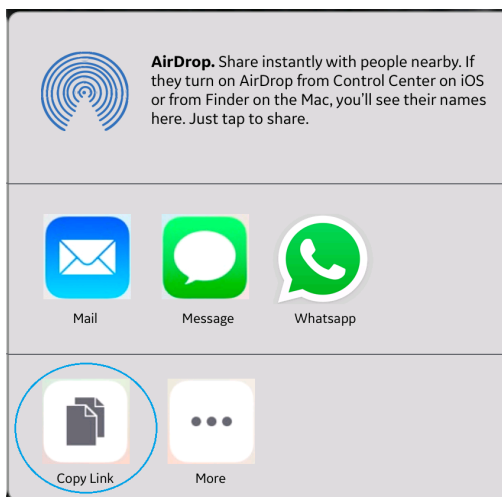 AirDrop. Share instantly with people nearby. If
they turn on AirDrop from Control Center on iOS
or from Finder on the Mac, you'll see their names
here. Just tap to share.
Mail
Message
Whatsapp
Copy Link
More